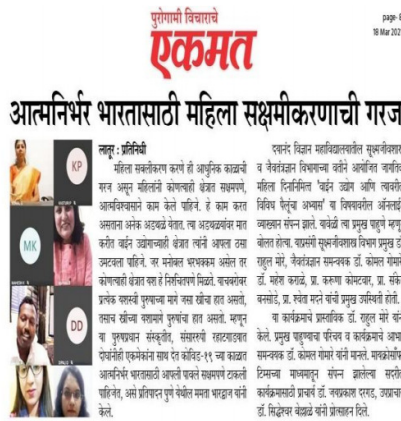 पुरोगामी विचाराचे
एकमत
page- 8
18 Mar 202
आत्मनिर्भर भारतासाठी महिला सक्षमीकरणाची गरज
लातूर : प्रतिनिधी
महिला सबलीकरण करणे ही आधुनिक काळाची
गरज असून महिलांनी कोणत्याही क्षेत्रात सक्षमपणे,
आत्मविश्वासाने काम केले पाहिजे. हे काम करत
असताना अनेक अडथळे येतात, त्या अडथळ्यांवर मात
करीत वाईन उद्योगाच्याही क्षेत्रात त्यांनी आपला ठसा
उमटवला पाहिजे. जर मनोबल भरभक्कम असेल तर
कोणत्याही क्षेत्रात यश हे निश्चितपणे मिळते. याचबरोबर
प्रत्येक यशस्वी पुरुषाच्या मागे जसा स्त्रीचा हात असतो,
तसाच स्त्रीच्या यशामागे पुरुषांचा हात असतो. म्हणून
या पुरुषप्रधान संस्कृतीत, संसाररुपी रहाटगाड्यात
दोघांनीही एकमेकांना साथ देत कोविड-१९ च्या काळात
आत्मनिर्भर भारतासाठी आपली पावले सक्षमपणे टाकली
पाहिजेत, असे प्रतिपादन पुणे येथील ममता भारद्वाज यांनी
केले.
दयानंद विज्ञान महाविद्यालयातील सूक्ष्मजीवशास्त्र
व जैवतंत्रज्ञान विभागाच्या वतीने आयोजित जागतिक
महिला दिनानिमित्त 'वाईन उद्योग आणि त्यावरील
विविध पैलूंचा अभ्यास' या विषयावरील ऑनलाईन
व्याख्यान संपन्न झाले. यावेळी त्या प्रमुख पाहुणे म्हणून
बोलत होत्या. याप्रसंगी सूक्ष्मजीवशास्त्र विभाग प्रमुख डॉ.
राहुल मोरे, जैवतंत्रज्ञान समन्वयक डॉ. कोमल गोमारे,
डॉ. महेश कराळे, प्रा. करुणा कोमटवार, प्रा. संकेत
बनसोडे, प्रा. श्वेता मदने यांची प्रमुख उपस्थिती होती.
या कार्यक्रमाचे प्रास्ताविक डॉ. राहुल मोरे यांनी
केले. प्रमुख पाहुण्याचा परिचय व कार्यक्रमाचे आभार
समन्वयक डॉ. कोमल गोमारे यांनी मानले. मायक्रोसॉफ्ट
टिम्सच्या माध्यमातून संपन्न झालेल्या सदरील
कार्यक्रमासाठी प्राचार्य डॉ. जयप्रकाश दरगड, उपप्राचार्य
डॉ. सिद्धेश्वर बेल्लाळे यांनी प्रोत्साहन दिले.
KP
MK
DD